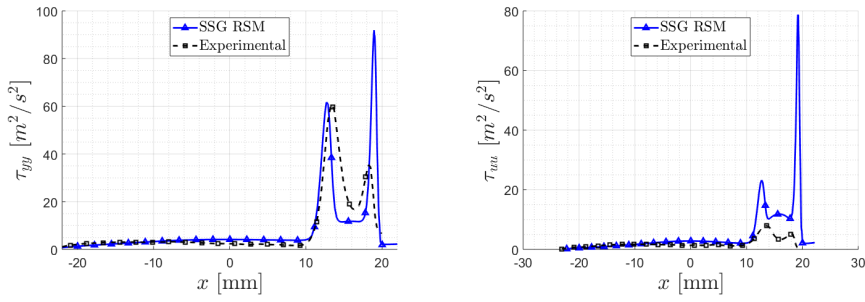 100
80
60
40
20
0
τyy [m²/s²]
SSG RSM
Experimental
-20
-10
0
10
20
x [mm]
80
60
40
20
0
τuu [m²/s²]
SSG RSM
Experimental
-30
-20
-10
0
10
20
30
x [mm]